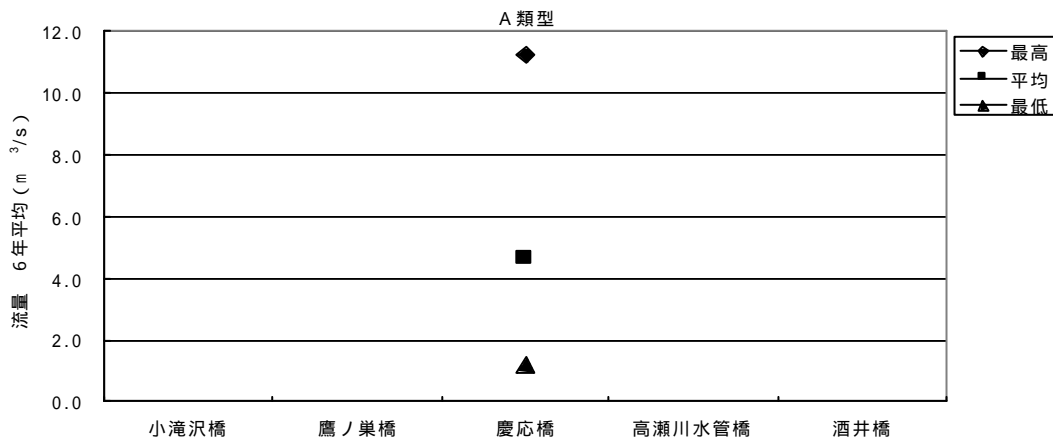 A類型
12.0
10.0
8.0
6.0
4.0
2.0
0.0
流量 6年平均(m 3/s)
小滝沢橋 鷹ノ巣橋 慶応橋 高瀬川水管橋 酒井橋
最高
平均
最低